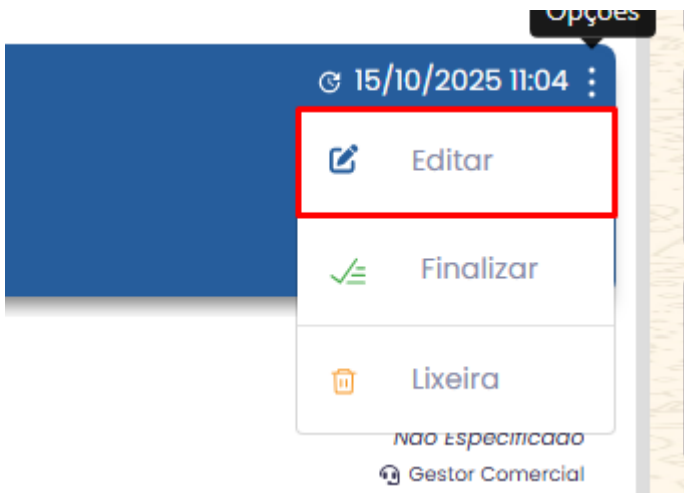 Opções
15/10/2025 11:04
Editar
Finalizar
Lixeira
Não Especificado
Gestor Comercial